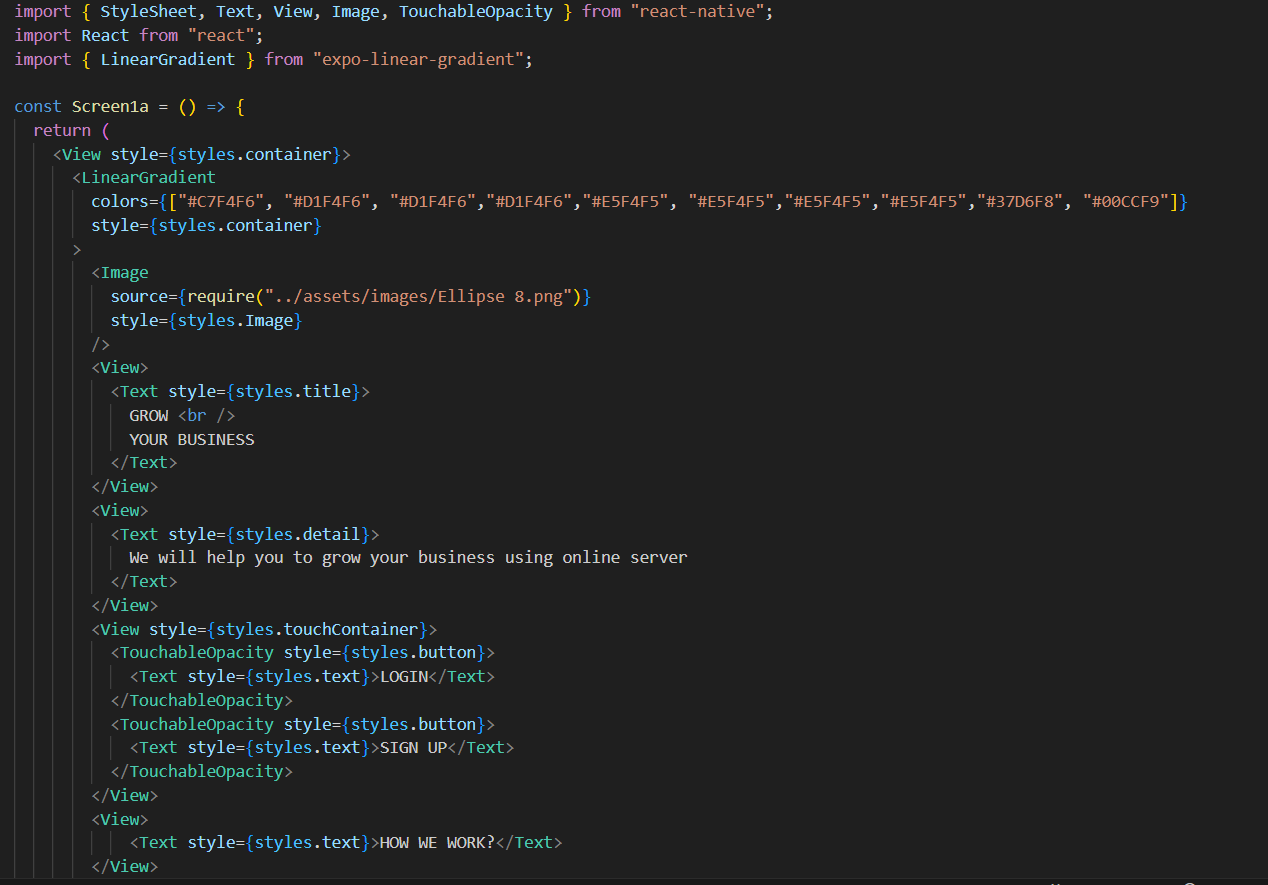 import { StyleSheet, Text, View, Image, TouchableOpacity } from "react-native";
import React from "react";
import { LinearGradient } from "expo-linear-gradient";

const Screen1a = () => {
  return (
    <View style={styles.container}>
      <LinearGradient
        colors={["#C7F4F6", "#D1F4F6", "#D1F4F6","#D1F4F6","#E5F4F5", "#E5F4F5","#E5F4F5","#E5F4F5","#37D6F8", "#00CCF9"]}
        style={styles.container}
      >
        <Image
          source={require("../assets/images/Ellipse 8.png")}
          style={styles.Image}
        />
        <View>
          <Text style={styles.title}>
            GROW <br />
            YOUR BUSINESS
          </Text>
        </View>
        <View>
          <Text style={styles.detail}>
            We will help you to grow your business using online server
          </Text>
        </View>
        <View style={styles.touchContainer}>
          <TouchableOpacity style={styles.button}>
            <Text style={styles.text}>LOGIN</Text>
          </TouchableOpacity>
          <TouchableOpacity style={styles.button}>
            <Text style={styles.text}>SIGN UP</Text>
          </TouchableOpacity>
        </View>
        <View>
            <Text style={styles.text}>HOW WE WORK?</Text>
        </View>